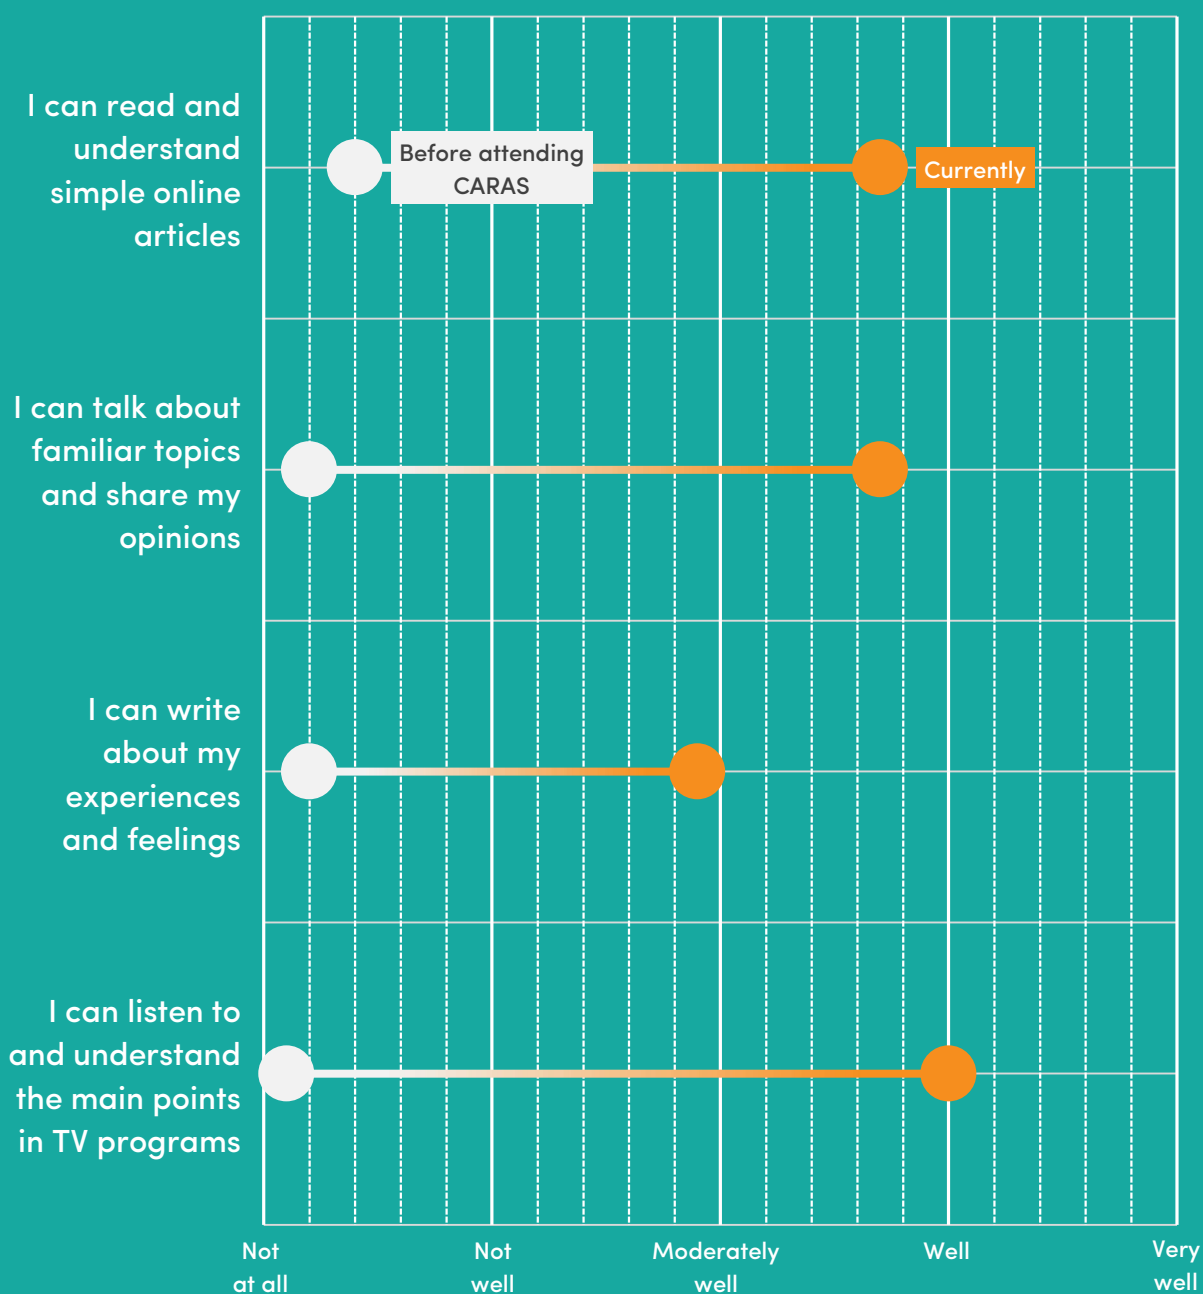 I can read and
understand
simple online
articles
Before attending
CARAS
Currently
I can talk about
familiar topics
and share my
opinions
I can write
about my
experiences
and feelings
I can listen to
and understand
the main points
in TV programs
Not
at all
Not
well
Moderately
well
Well
Very
well